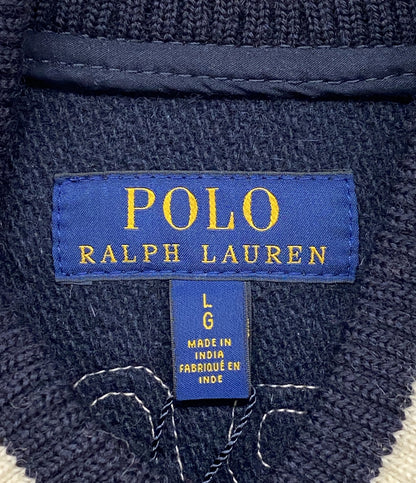 POLO
RALPH LAUREN
L
G
MADE IN
INDIA
FABRIQUÉ EN
INDE